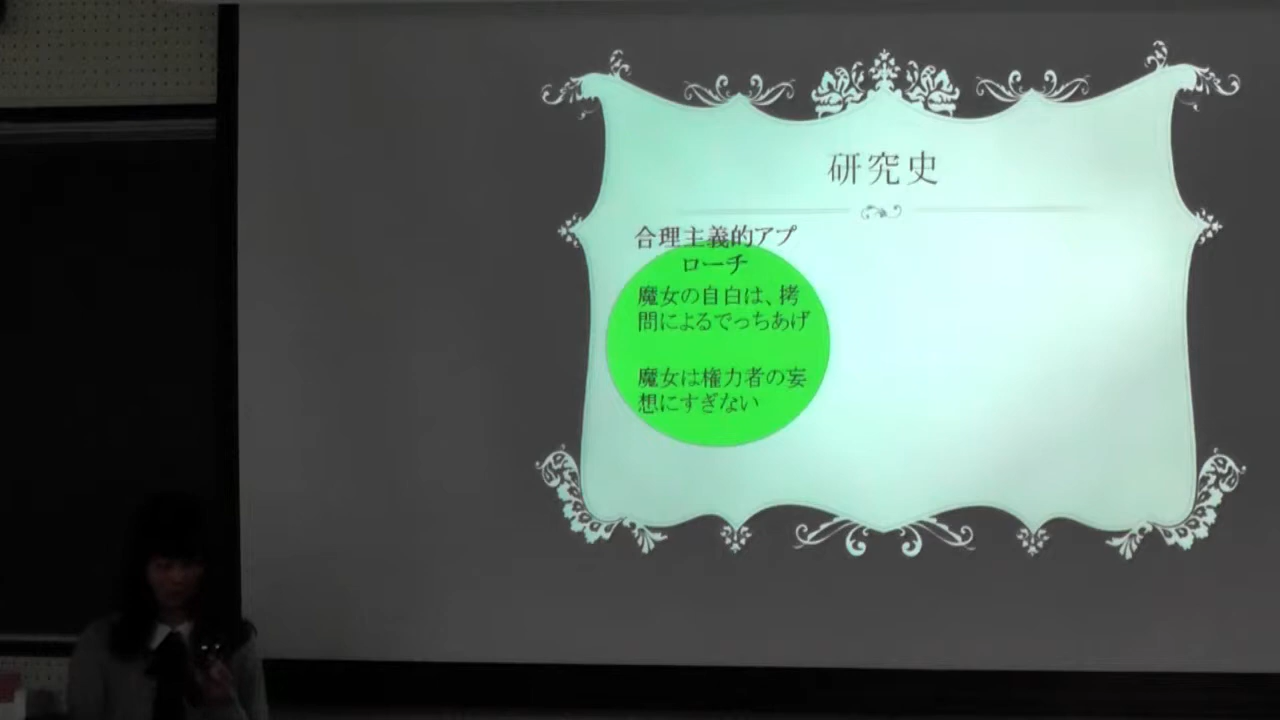 研究史
合理主義的アプ
ローチ
魔女の自白は、拷
問によるでっちあげ
魔女は権力者の妄
想にすぎない